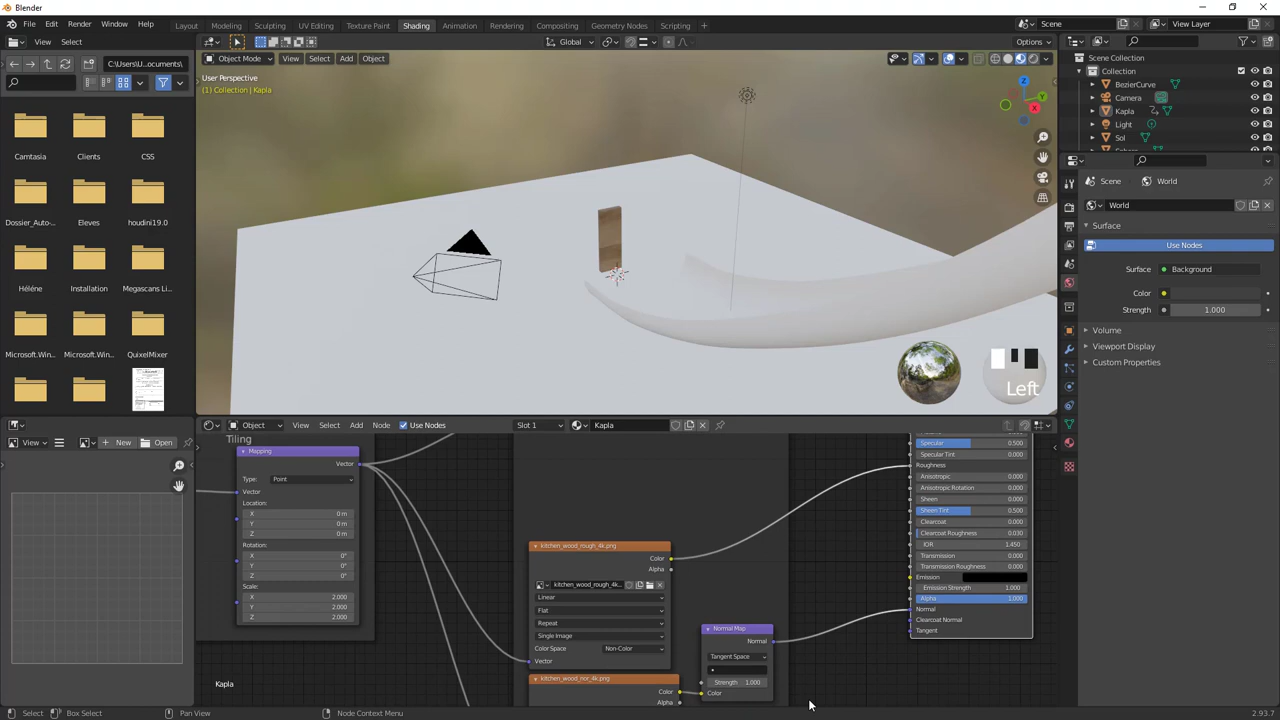 Blender
File Edit Render Window Help Layout Modeling Sculpting UV Editing Texture Paint Shading Animation Rendering Compositing Geometry Nodes Scripting + Scene View Layer
View Select Object Mode View Select Add Object Global Options
C:\Users\U...ocuments\
User Perspective
(1) Collection | Kapla
Camtasia Clients CSS
Dossier_Auto-... Eleves houdini19.0
Héléne Installation Megascans Li...
Microsoft.Win... Microsoft.Win... QuixelMixer
Z
Y
X
Left
Scene Collection
Collection
BezierCurve
Camera
Kapla
Light
Sol
Scene World
World
Surface
Use Nodes
Surface Background
Color
Strength 1.000
Volume
Viewport Display
Custom Properties
Object View Select Add Node Use Nodes Slot 1 Kapla
View New Open
Tiling
Mapping
Vector
Type: Point
Vector
Location:
X 0 m
Y 0 m
Z 0 m
Rotation:
X 0°
Y 0°
Z 0°
Scale:
X 2.000
Y 2.000
Z 2.000
kitchen_wood_rough_4k.png
Color
Alpha
kitchen_wood_rough_4k...
Linear
Flat
Repeat
Single Image
Color Space Non-Color
Vector
kitchen_wood_nor_4k.png
Color
Alpha
Normal Map
Normal
Tangent Space
Strength 1.000
Color
Specular 0.500
Specular Tint 0.000
Roughness
Anisotropic 0.000
Anisotropic Rotation 0.000
Sheen 0.000
Sheen Tint 0.500
Clearcoat 0.000
Clearcoat Roughness 0.030
IOR 1.450
Transmission 0.000
Transmission Roughness 0.000
Emission
Emission Strength 1.000
Alpha 1.000
Normal
Clearcoat Normal
Tangent
Kapla
Select Box Select Pan View Node Context Menu 2.93.7